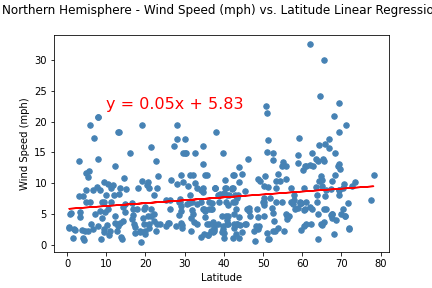 Northern Hemisphere - Wind Speed (mph) vs. Latitude Linear Regressio
y = 0.05x + 5.83
Wind Speed (mph)
30
25
20
15
10
5
0
0 10 20 30 40 50 60 70 80
Latitude